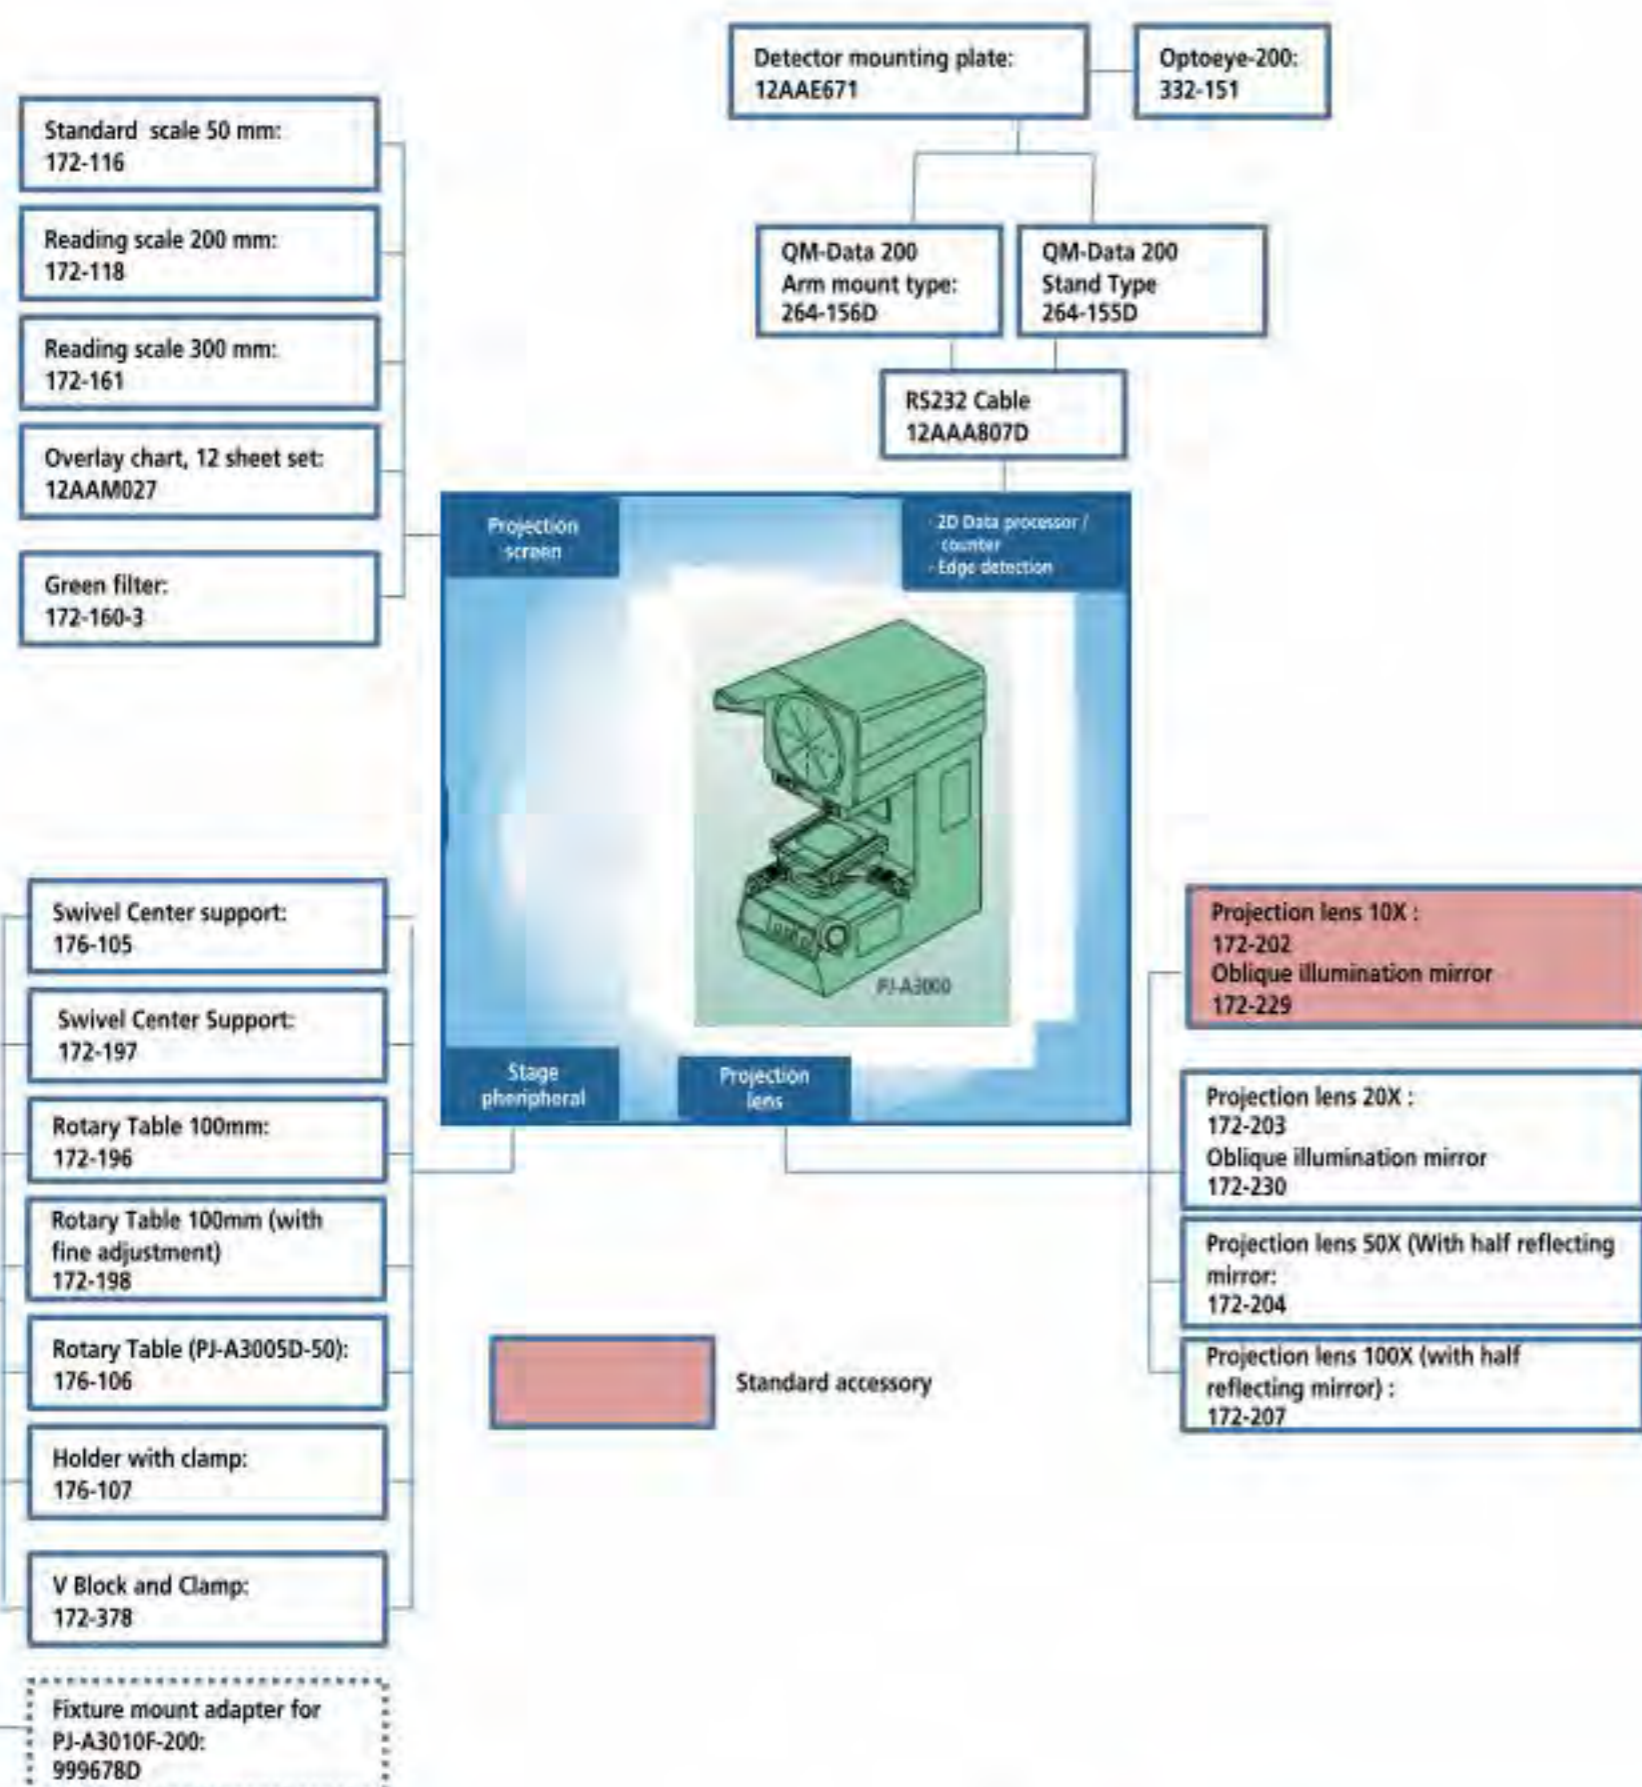 Detector mounting plate:
12AAE671
Optoeye-200:
332-151
Standard scale 50 mm:
172-116
Reading scale 200 mm:
172-118
Reading scale 300 mm:
172-161
Overlay chart, 12 sheet set:
12AAM027
Green filter:
172-160-3
QM-Data 200
Arm mount type:
264-156D
QM-Data 200
Stand Type
264-155D
RS232 Cable
12AAA807D
Projection
screen
- 2D Data processor /
counter
- Edge detection
PJ-A3000
Stage
pheripheral
Projection
lens
Swivel Center support:
176-105
Swivel Center Support:
172-197
Rotary Table 100mm:
172-196
Rotary Table 100mm (with
fine adjustment)
172-198
Rotary Table (PJ-A3005D-50):
176-106
Holder with clamp:
176-107
V Block and Clamp:
172-378
Fixture mount adapter for
PJ-A3010F-200:
999678D
Standard accessory
Projection lens 10X :
172-202
Oblique illumination mirror
172-229
Projection lens 20X :
172-203
Oblique illumination mirror
172-230
Projection lens 50X (With half reflecting
mirror:
172-204
Projection lens 100X (with half
reflecting mirror) :
172-207